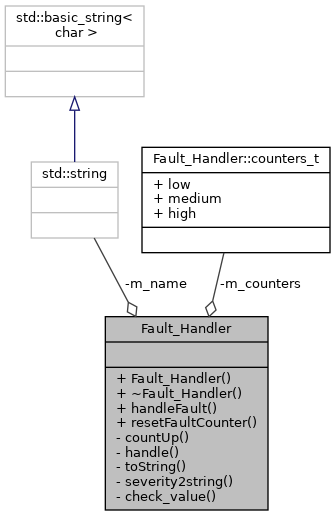 std::basic_string<
char >
std::string
Fault_Handler::counters_t
+ low
+ medium
+ high
-m_name
-m_counters
Fault_Handler
+ Fault_Handler()
+ ~Fault_Handler()
+ handleFault()
+ resetFaultCounter()
- countUp()
- handle()
- toString()
- severity2string()
- check_value()